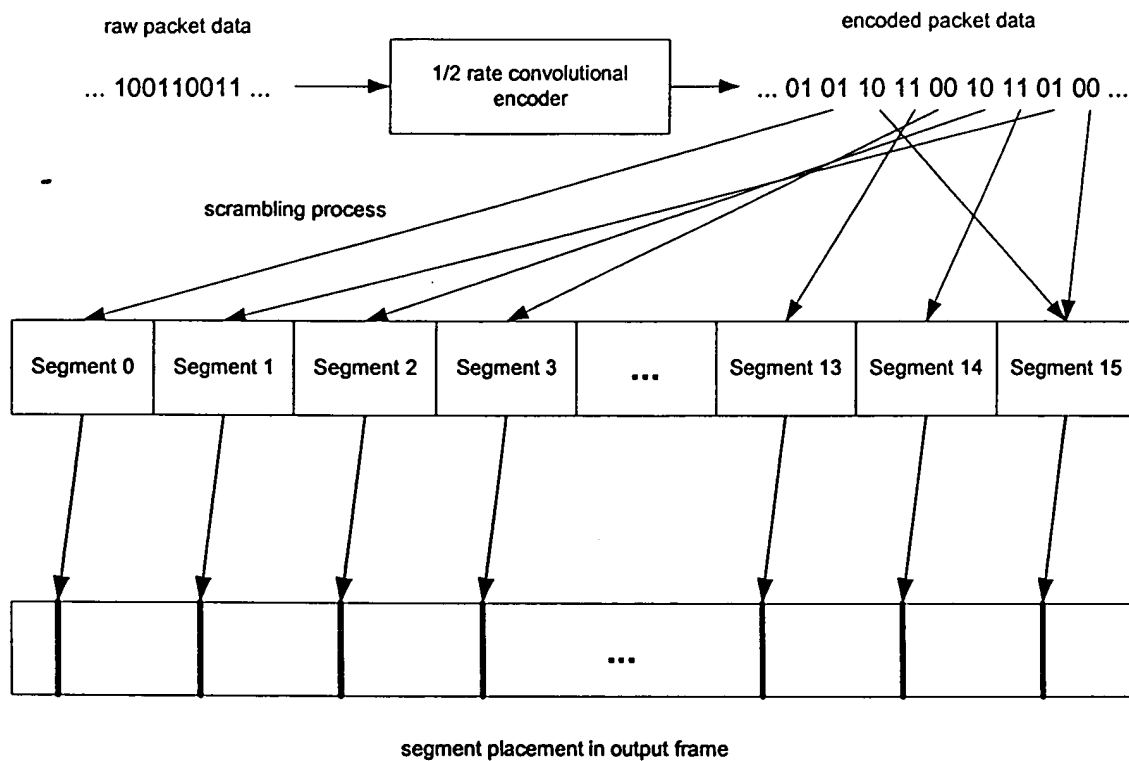 raw packet data
encoded packet data
... 100110011 ...
1/2 rate convolutional
encoder
... 01 01 10 11 00 10 11 01 00 ...
scrambling process
Segment 0
Segment 1
Segment 2
Segment 3
...
Segment 13
Segment 14
Segment 15
...
segment placement in output frame